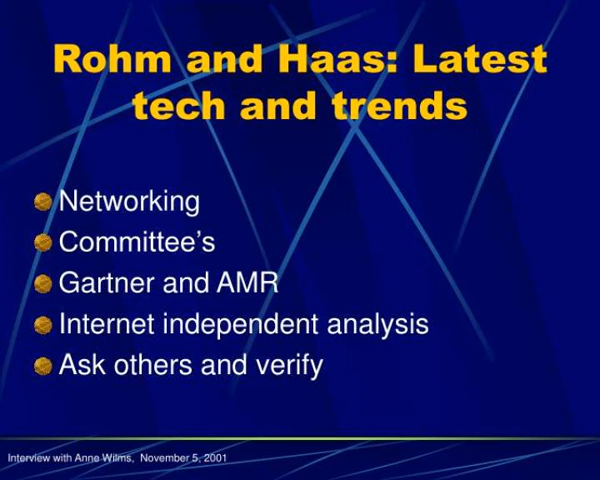 Rohm and Haas: Latest
tech and trends
Networking
Committee's
Gartner and AMR
Internet independent analysis
Ask others and verify
Interview with Anne Wilms,  November 5, 2001